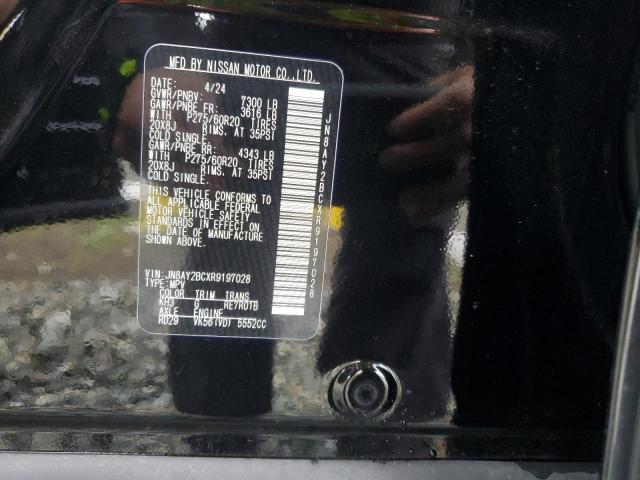 MFD BY NISSAN MOTOR CO.,LTD.
DATE: 4/24
GVWR/PNBV: 7300 LB
GAWR/PNBE FR: 3616 LB
WITH P275/60R20 TIRES
20X8J RIMS. AT 35PSI
COLD SINGLE.
GAWR/PNBE RR: 4343 LB
WITH P275/60R20 TIRES
20X8J RIMS. AT 35PSI
COLD SINGLE.
THIS VEHICLE CONFORMS TO
ALL APPLICABLE FEDERAL
MOTOR VEHICLE SAFETY
STANDARDS IN EFFECT ON
THE DATE OF MANUFACTURE
SHOWN ABOVE.
VIN: JN8AY2BCXR9197028
TYPE: MPV
COLOR TRIM TRANS
KH3 G RE7R01B
AXLE ENGINE
RD29 VK56(VD) 5552CC
JN8AY2BCXR9197028